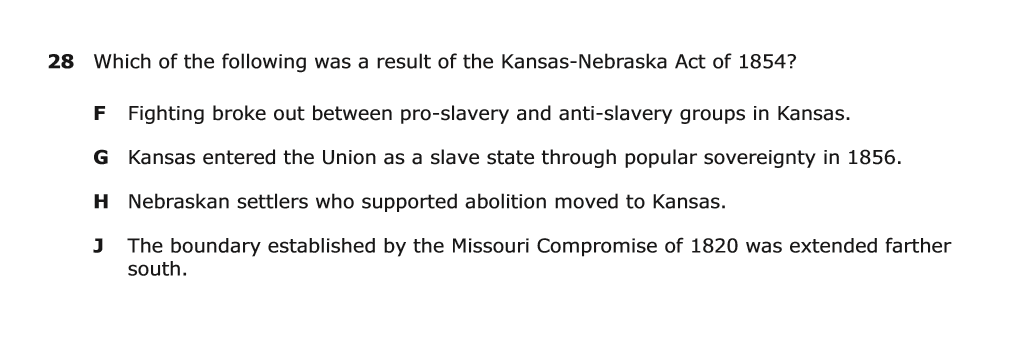 28 Which of the following was a result of the Kansas-Nebraska Act of 1854?
F Fighting broke out between pro-slavery and anti-slavery groups in Kansas.
G Kansas entered the Union as a slave state through popular sovereignty in 1856.
H Nebraskan settlers who supported abolition moved to Kansas.
J The boundary established by the Missouri Compromise of 1820 was extended farther
south.